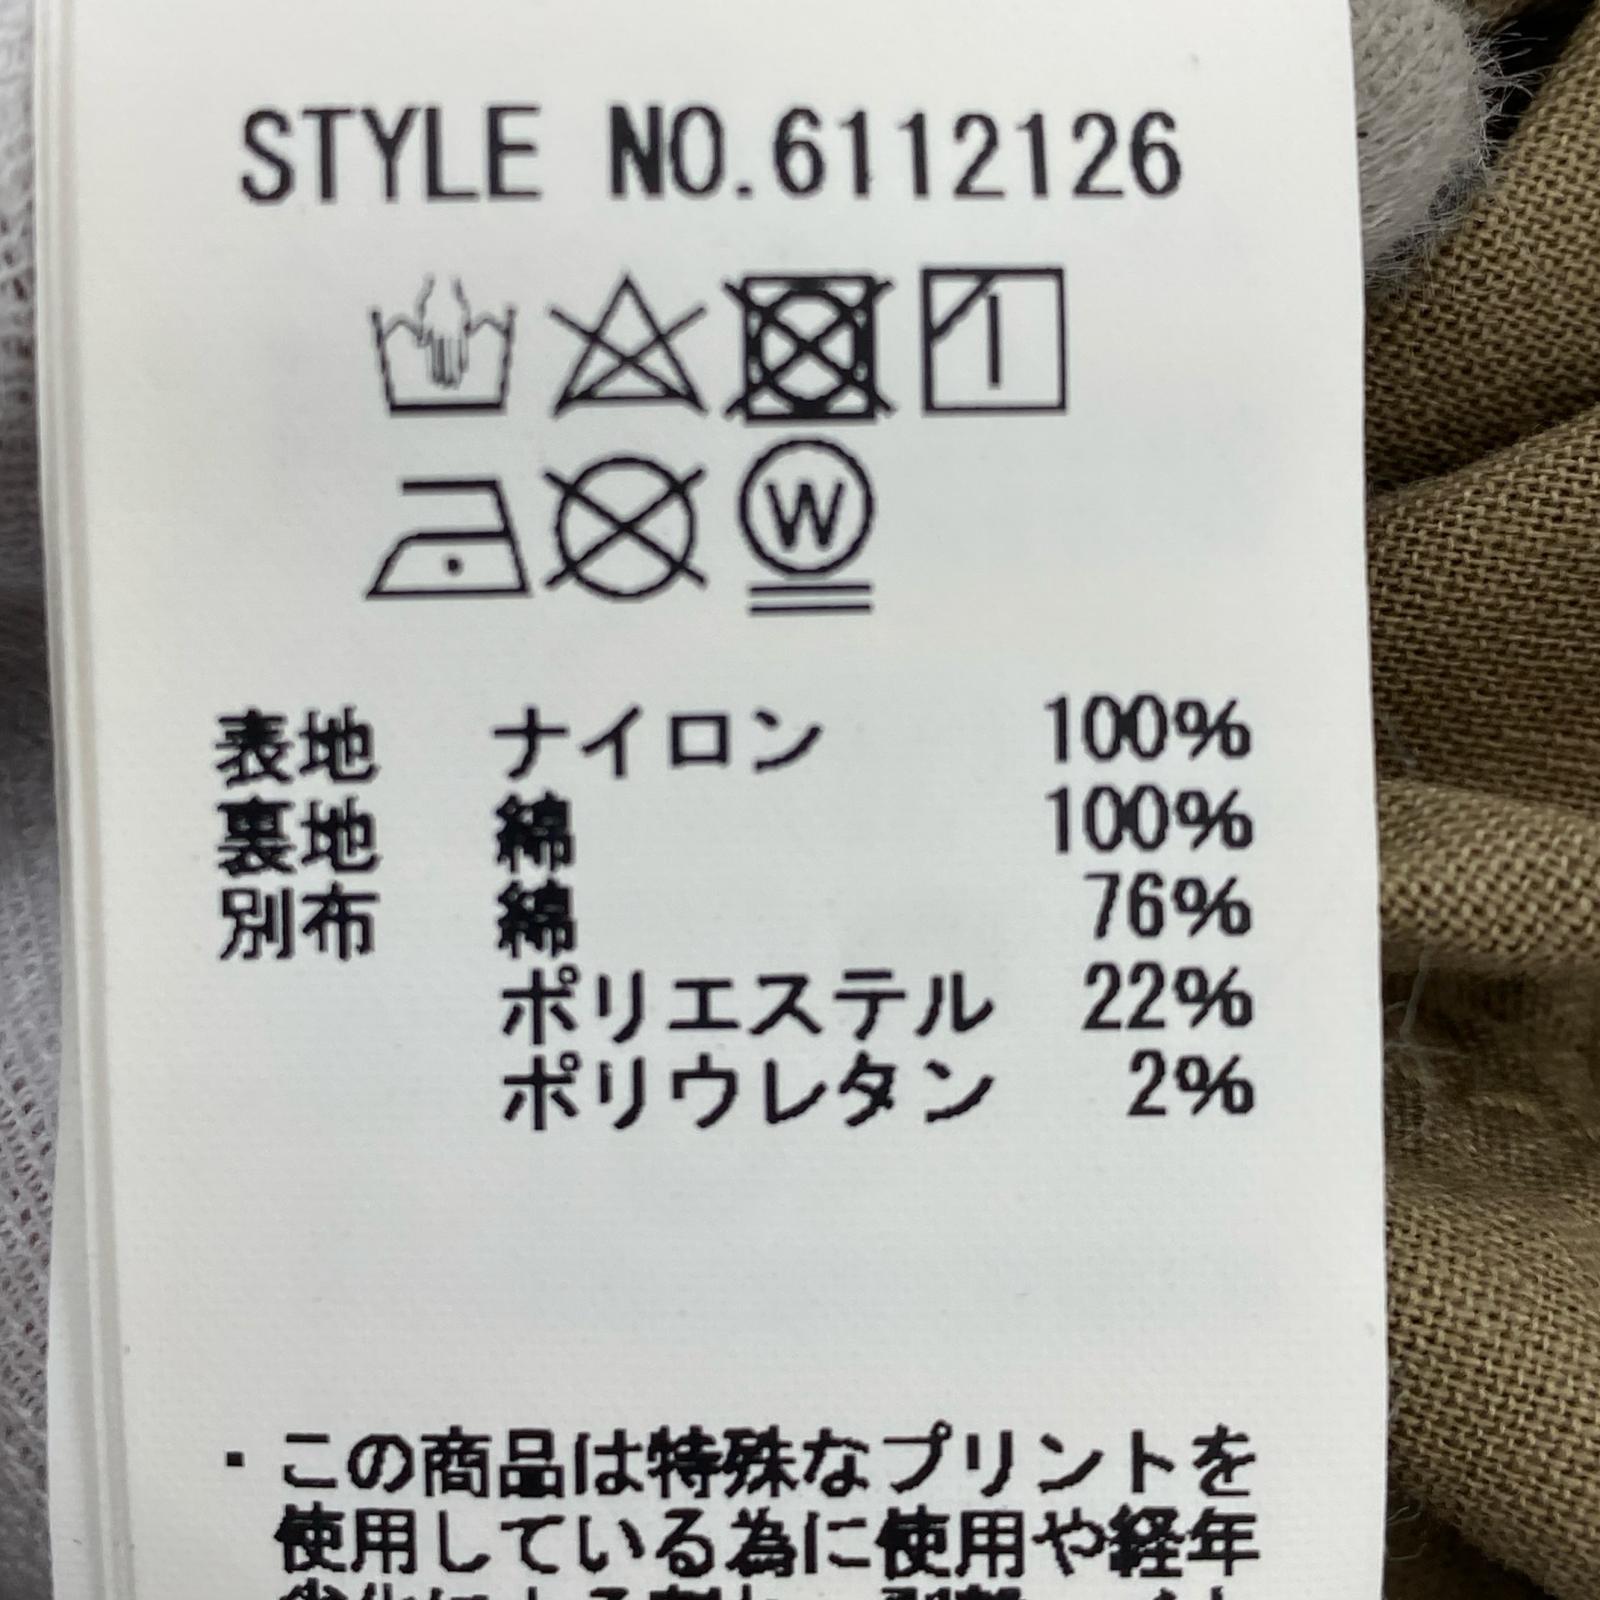 STYLE NO.6112126
W
表地 ナイロン 100%
裏地 綿 100%
別布 綿 76%
ポリエステル 22%
ポリウレタン 2%
・この商品は特殊なプリントを
使用している為に使用や経年